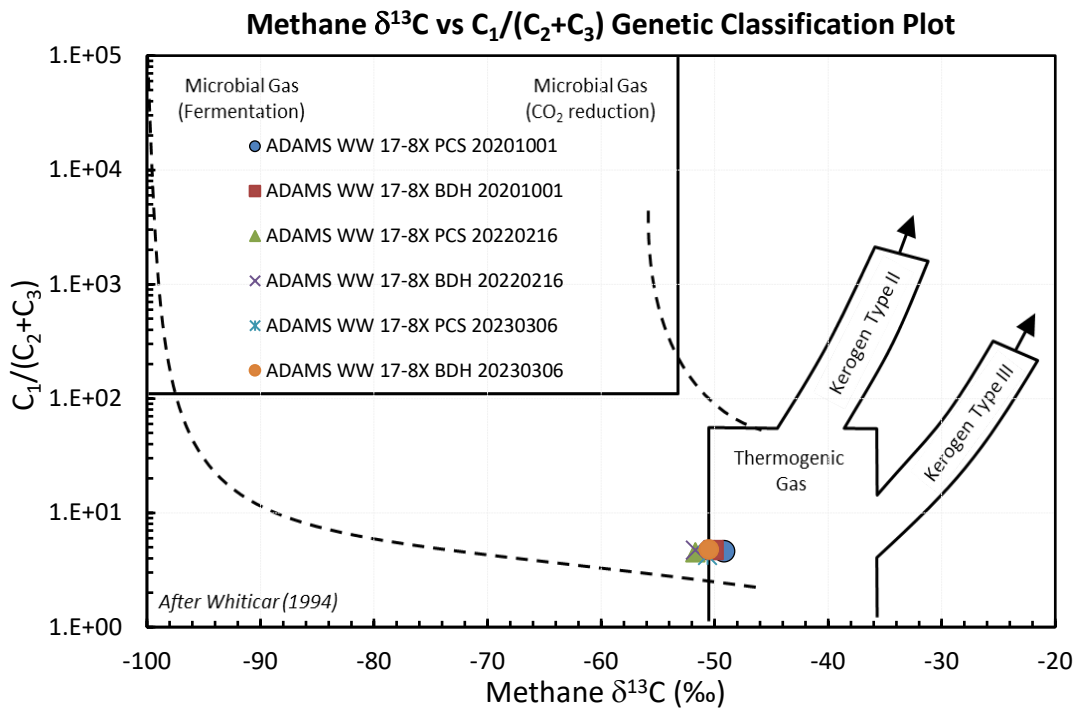 Methane δ¹³C vs C₁/(C₂+C₃) Genetic Classification Plot
1.E+05
1.E+04
1.E+03
1.E+02
1.E+01
1.E+00
C₁/(C₂+C₃)
Microbial Gas
(Fermentation)
Microbial Gas
(CO₂ reduction)
ADAMS WW 17-8X PCS 20201001
ADAMS WW 17-8X BDH 20201001
ADAMS WW 17-8X PCS 20220216
ADAMS WW 17-8X BDH 20220216
ADAMS WW 17-8X PCS 20230306
ADAMS WW 17-8X BDH 20230306
Kerogen Type II
Kerogen Type III
Thermogenic
Gas
After Whiticar (1994)
-100 -90 -80 -70 -60 -50 -40 -30 -20
Methane δ¹³C (‰)